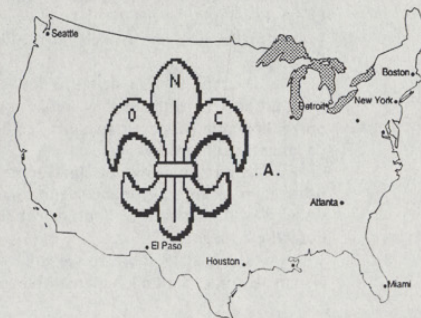 Seattle
N
Boston
O
C
Detroit
New York
. A .
Atlanta
El Paso
Houston
Miami